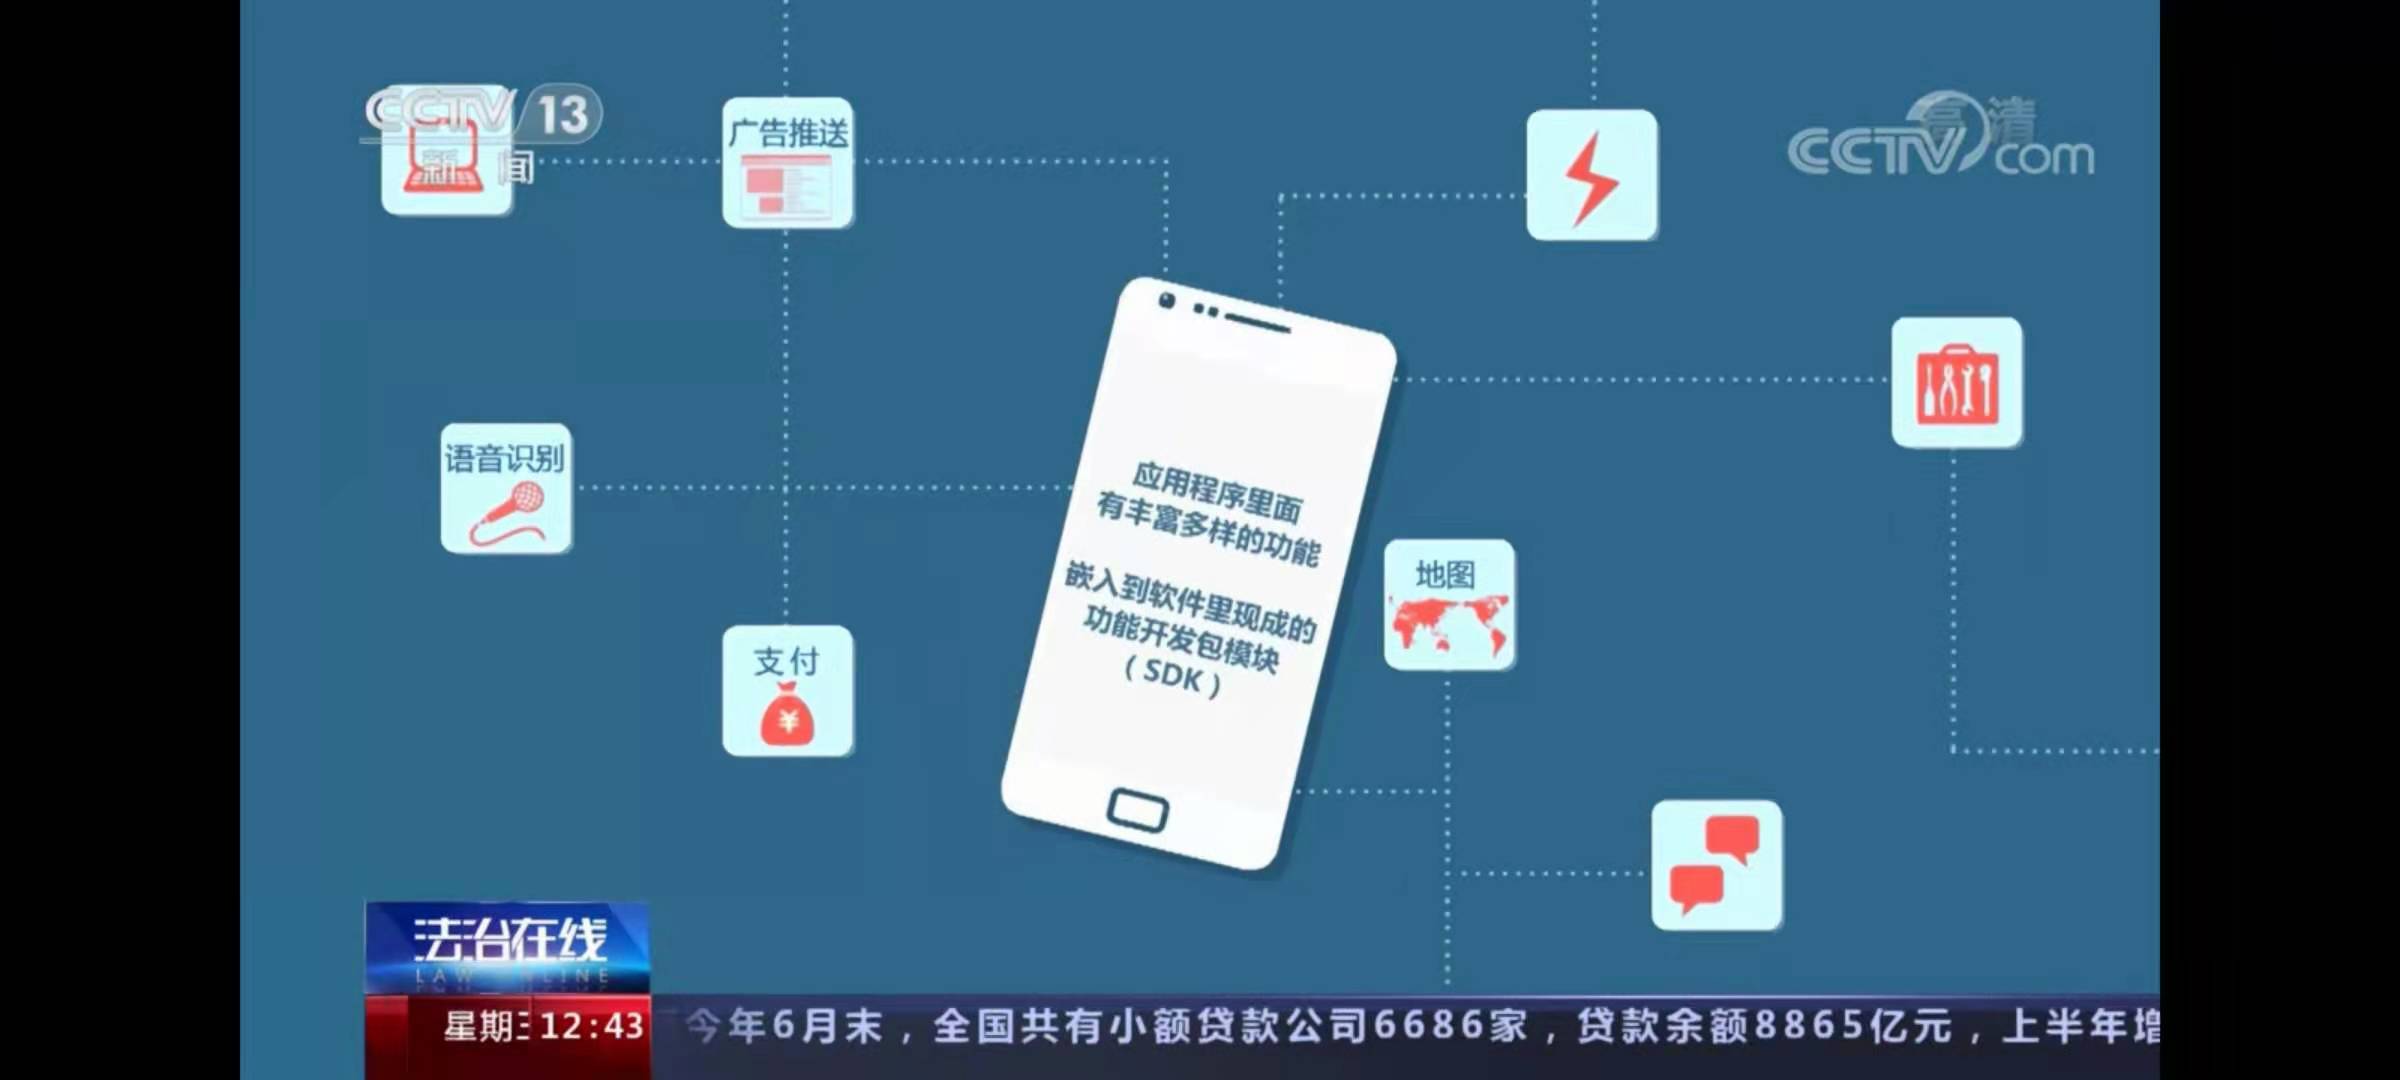 CCTV 13
新闻
高清
CCTV com
广告推送
语音识别
支付
应用程序里面
有丰富多样的功能
嵌入到软件里现成的
功能开发包模块
(SDK)
地图
¥
法治在线
LAW ONLINE
星期三 12:43
今年6月末，全国共有小额贷款公司6686家，贷款余额8865亿元，上半年增